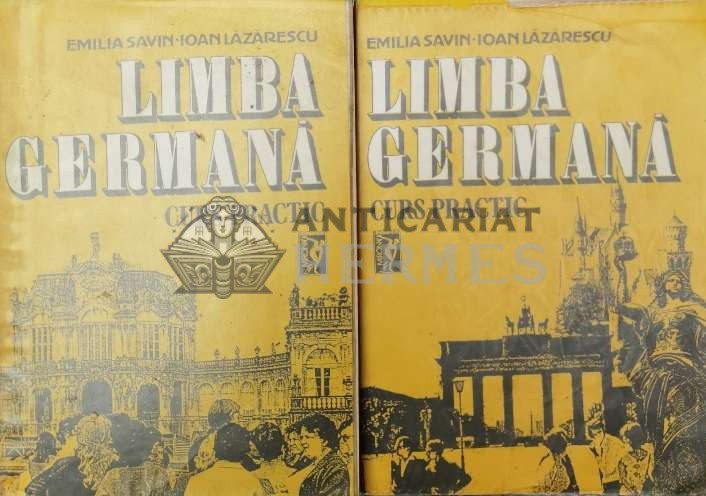 EMILIA SAVIN·IOAN LĂZĂRESCU
LIMBA
GERMANĂ
CURS PRACTIC
EMILIA SAVIN·IOAN LĂZĂRESCU
LIMBA
GERMANĂ
CURS PRACTIC
ANTICARIAT
HERMES